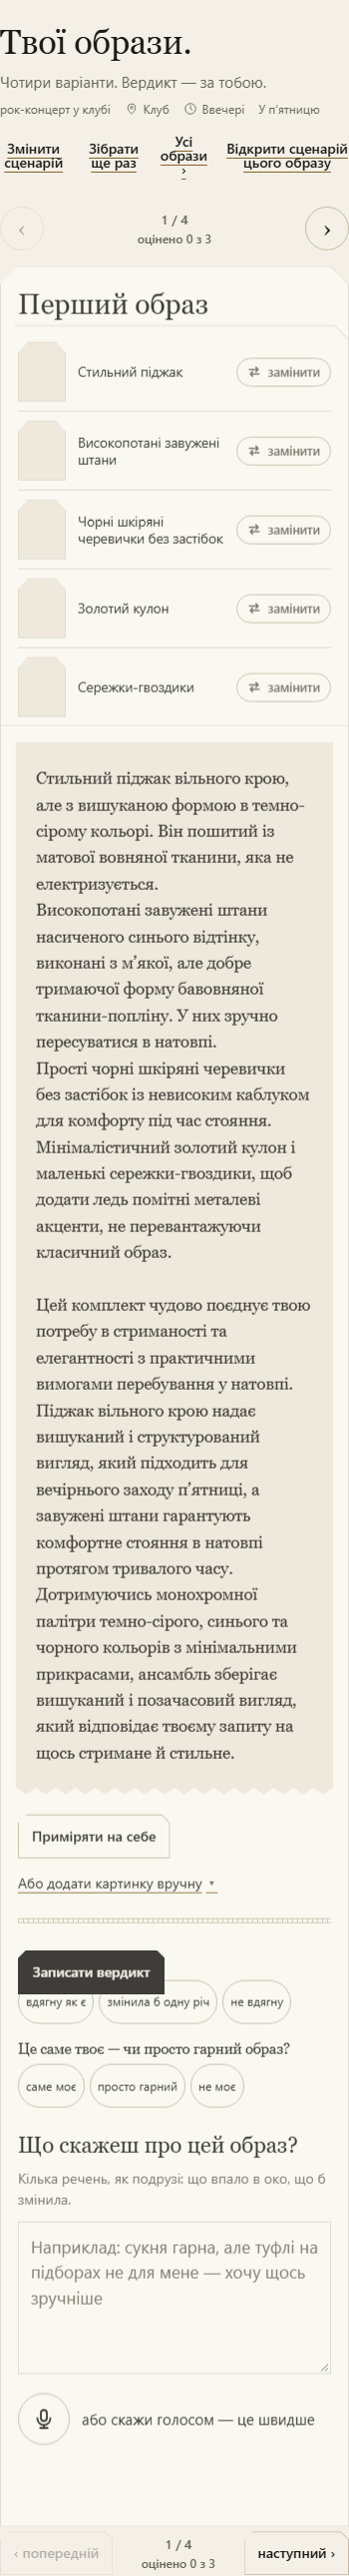 Твої образи.
Чотири варіанти. Вердикт — за тобою.
рок-концерт у клубі Клуб Ввечері У п'ятницю
Змінити сценарій
Зібрати ще раз
Усі образи ›
Відкрити сценарій цього образу
‹
1 / 4
оцінено 0 з 3
›
Перший образ
Стильний піджак
замінити
Високопотані завужені
штани
замінити
Чорні шкіряні
черевички без застібок
замінити
Золотий кулон
замінити
Сережки-гвоздики
замінити
Стильний піджак вільного крою,
але з вишуканою формою в темно-
сірому кольорі. Він пошитий із
матової вовняної тканини, яка не
електризується.
Високопотані завужені штани
насиченого синього відтінку,
виконані з м’якої, але добре
тримаючої форму бавовняної
тканини-попліну. У них зручно
пересуватися в натовпі.
Прості чорні шкіряні черевички
без застібок із невисоким каблуком
для комфорту під час стояння.
Мінімалістичний золотий кулон і
маленькі сережки-гвоздики, щоб
додати ледь помітні металеві
акценти, не перевантажуючи
класичний образ.
Цей комплект чудово поєднує твою
потребу в стриманості та
елегантності з практичними
вимогами перебування у натовпі.
Піджак вільного крою надає
вишуканий і структурований
вигляд, який підходить для
вечірнього заходу п’ятниці, а
завужені штани гарантують
комфортне стояння в натовпі
протягом тривалого часу.
Дотримуючись монохромної
палітри темно-сірого, синього та
чорного кольорів з мінімальними
прикрасами, ансамбль зберігає
вишуканий і позачасовий вигляд,
який відповідає твоєму запиту на
щось стримане й стильне.
Приміряти на себе
Або додати картинку вручну
Записати вердикт
вдягну як є
змінила б одну річ
не вдягну
Це саме твоє — чи просто гарний образ?
саме моє
просто гарний
не моє
Що скажеш про цей образ?
Кілька речень, як подрузі: що впало в око, що б
змінила.
Наприклад: сукня гарна, але туфлі на
підборах не для мене — хочу щось
зручніше
або скажи голосом — це швидше
‹ попередній
1 / 4
оцінено 0 з 3
наступний ›